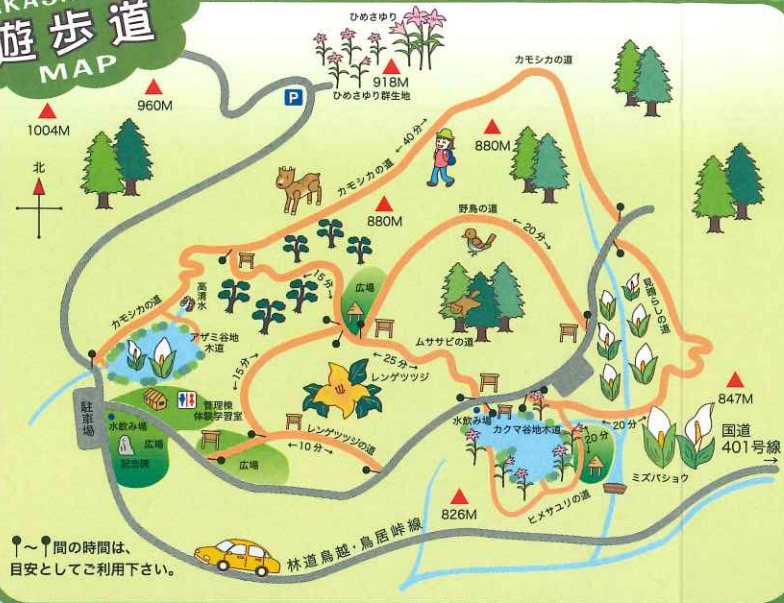 遊歩道
MAP
ひめさゆり
918M
ひめさゆり群生地
P
カモシカの道
960M
1004M
880M
北
カモシカの道
←40分→
880M
野鳥の道
←20分→
高清水
←15分→
広場
見晴らしの道
カモシカの道
アザミ谷地
木道
ムササビの道
←25分→
レンゲツツジ
←15分→
847M
駐車場
管理棟
体験学習室
水飲み場
広場
記念碑
レンゲツツジの道
←10分→
広場
水飲み場
カクマ谷地木道
20分
←20分→
国道
401号線
→
ミズバショウ
ヒメサユリの道
826M
林道鳥越・鳥居峠線
〜間の時間は、
目安としてご利用下さい。